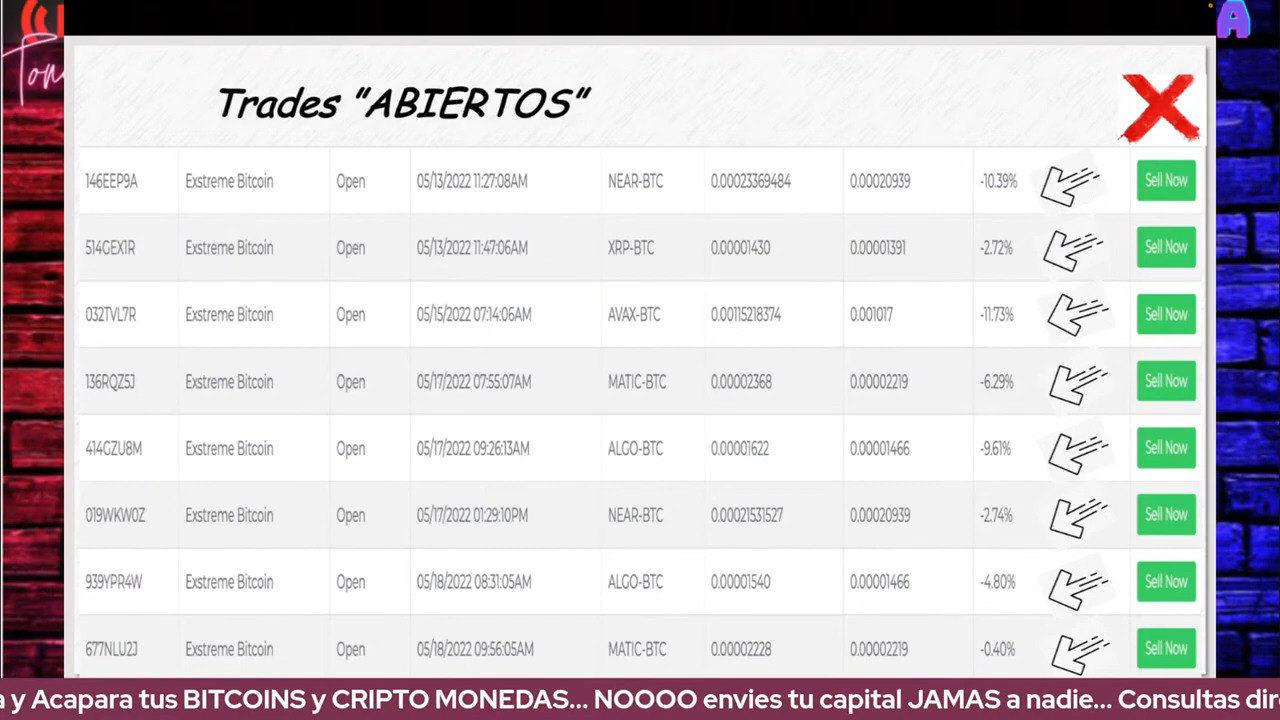 Tom
A
Trades "ABIERTOS"
146EEP9A Exstreme Bitcoin Open 05/13/2022 11:27:08AM NEAR-BTC 0.00023369484 0.00020939 -10.39% Sell Now
514GEX1R Exstreme Bitcoin Open 05/13/2022 11:47:06AM XRP-BTC 0.00001430 0.00001391 -2.72% Sell Now
032TVL7R Exstreme Bitcoin Open 05/15/2022 07:14:06AM AVAX-BTC 0.00115218374 0.001017 -11.73% Sell Now
136RQZ5J Exstreme Bitcoin Open 05/17/2022 07:55:07AM MATIC-BTC 0.00002368 0.00002219 -6.29% Sell Now
414GZU8M Exstreme Bitcoin Open 05/17/2022 09:26:13AM ALGO-BTC 0.00001622 0.00001466 -9.61% Sell Now
019WKW0Z Exstreme Bitcoin Open 05/17/2022 01:29:10PM NEAR-BTC 0.00021531527 0.00020939 -2.74% Sell Now
939YPR4W Exstreme Bitcoin Open 05/18/2022 08:31:05AM ALGO-BTC 0.00001540 0.00001466 -4.80% Sell Now
677NLU2J Exstreme Bitcoin Open 05/18/2022 09:56:05AM MATIC-BTC 0.00002228 0.00002219 -0.40% Sell Now
a y Acapara tus BITCOINS y CRIPTO MONEDAS... NOOOO envies tu capital JAMAS a nadie... Consultas dir